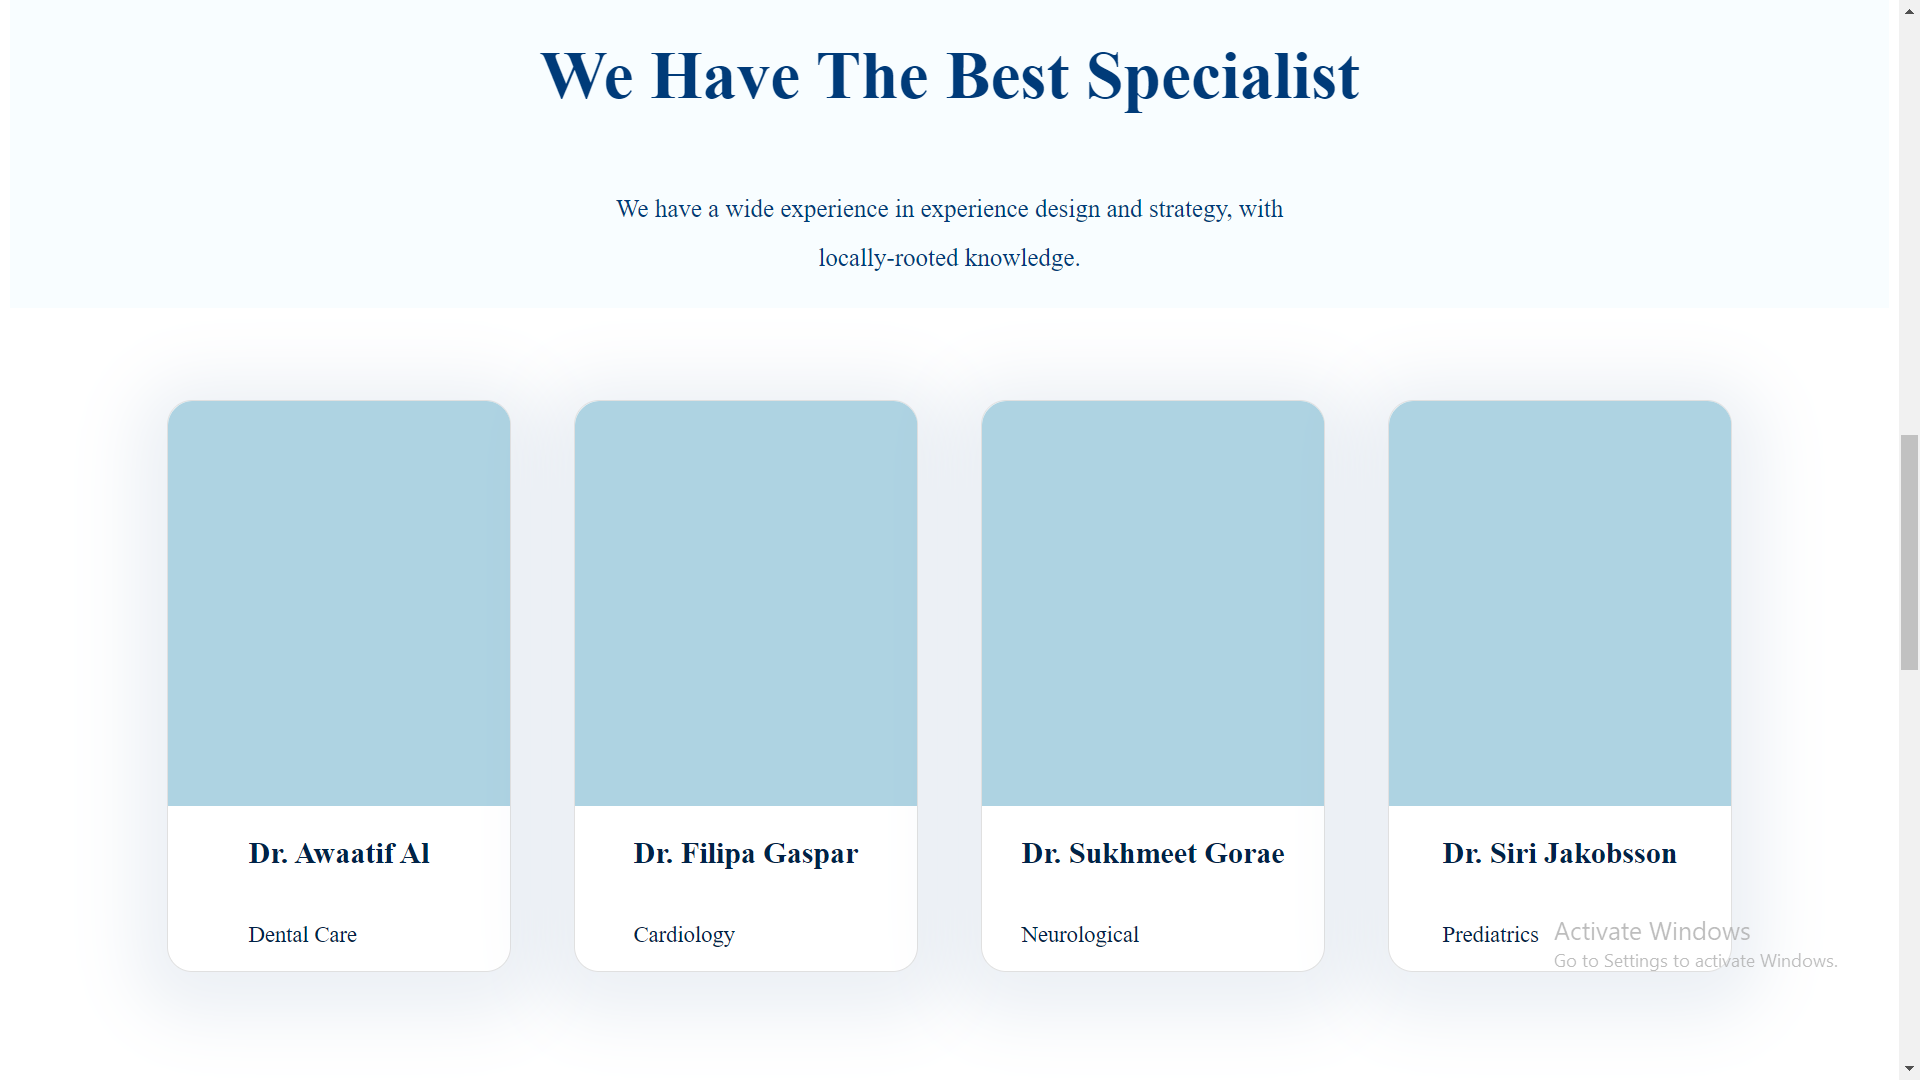 We Have The Best Specialist
We have a wide experience in experience design and strategy, with
locally-rooted knowledge.
Dr. Awaatif Al
Dental Care
Dr. Filipa Gaspar
Cardiology
Dr. Sukhmeet Gorae
Neurological
Dr. Siri Jakobsson
Prediatrics
Activate Windows
Go to Settings to activate Windows.